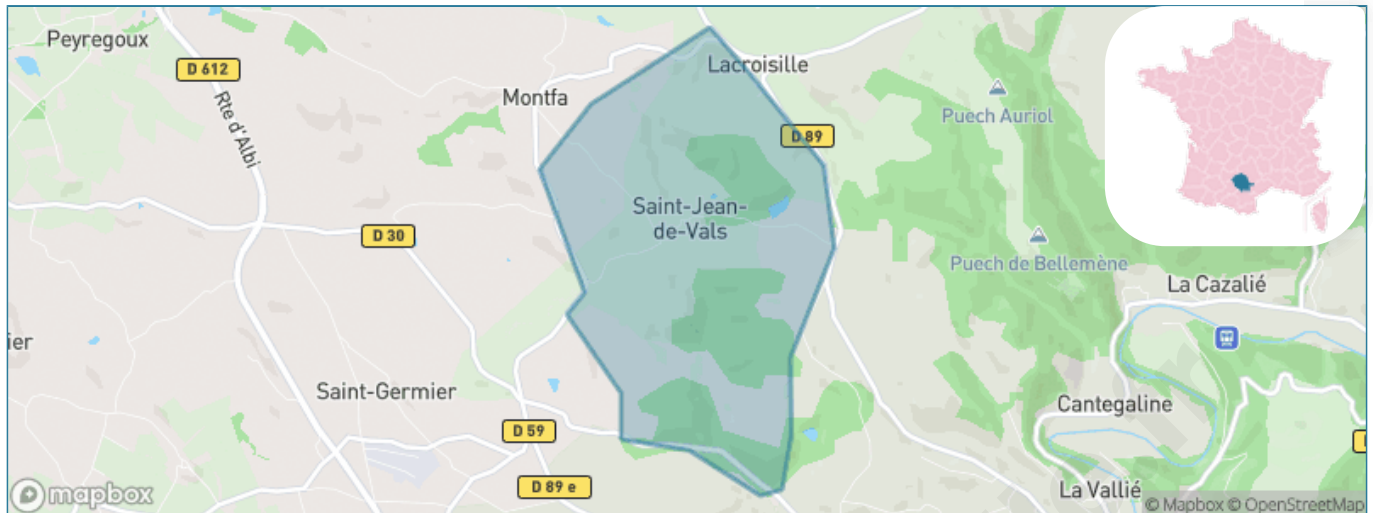 Peyregoux
D 612
Rte d'Albi
Montfa
Lacroisille
D 89
Puech Auriol
Saint-Jean-
de-Vals
D 30
Puech de Bellemène
La Cazalié
ier
Saint-Germier
Cantegaline
D 59
D 89 e
La Vallié
mapbox
© Mapbox © OpenStreetMap